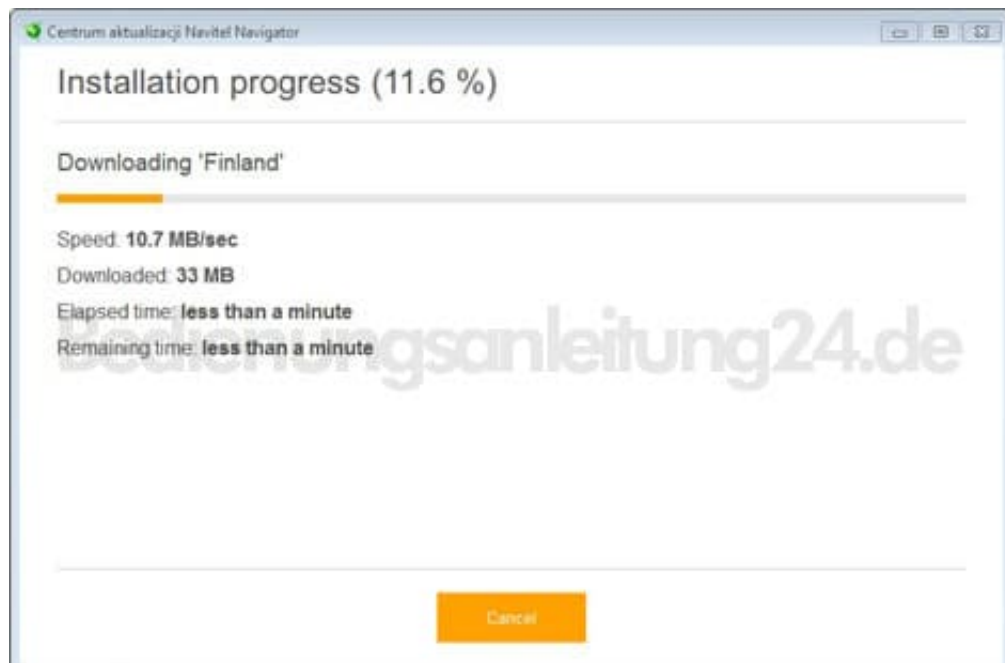 Centrum aktualizacji Navitel Navigator
Installation progress (11.6 %)
Downloading 'Finland'
Speed: 10.7 MB/sec
Downloaded: 33 MB
Elapsed time: less than a minute
Remaining time: less than a minute
Bedienungsanleitung24.de
Cancel